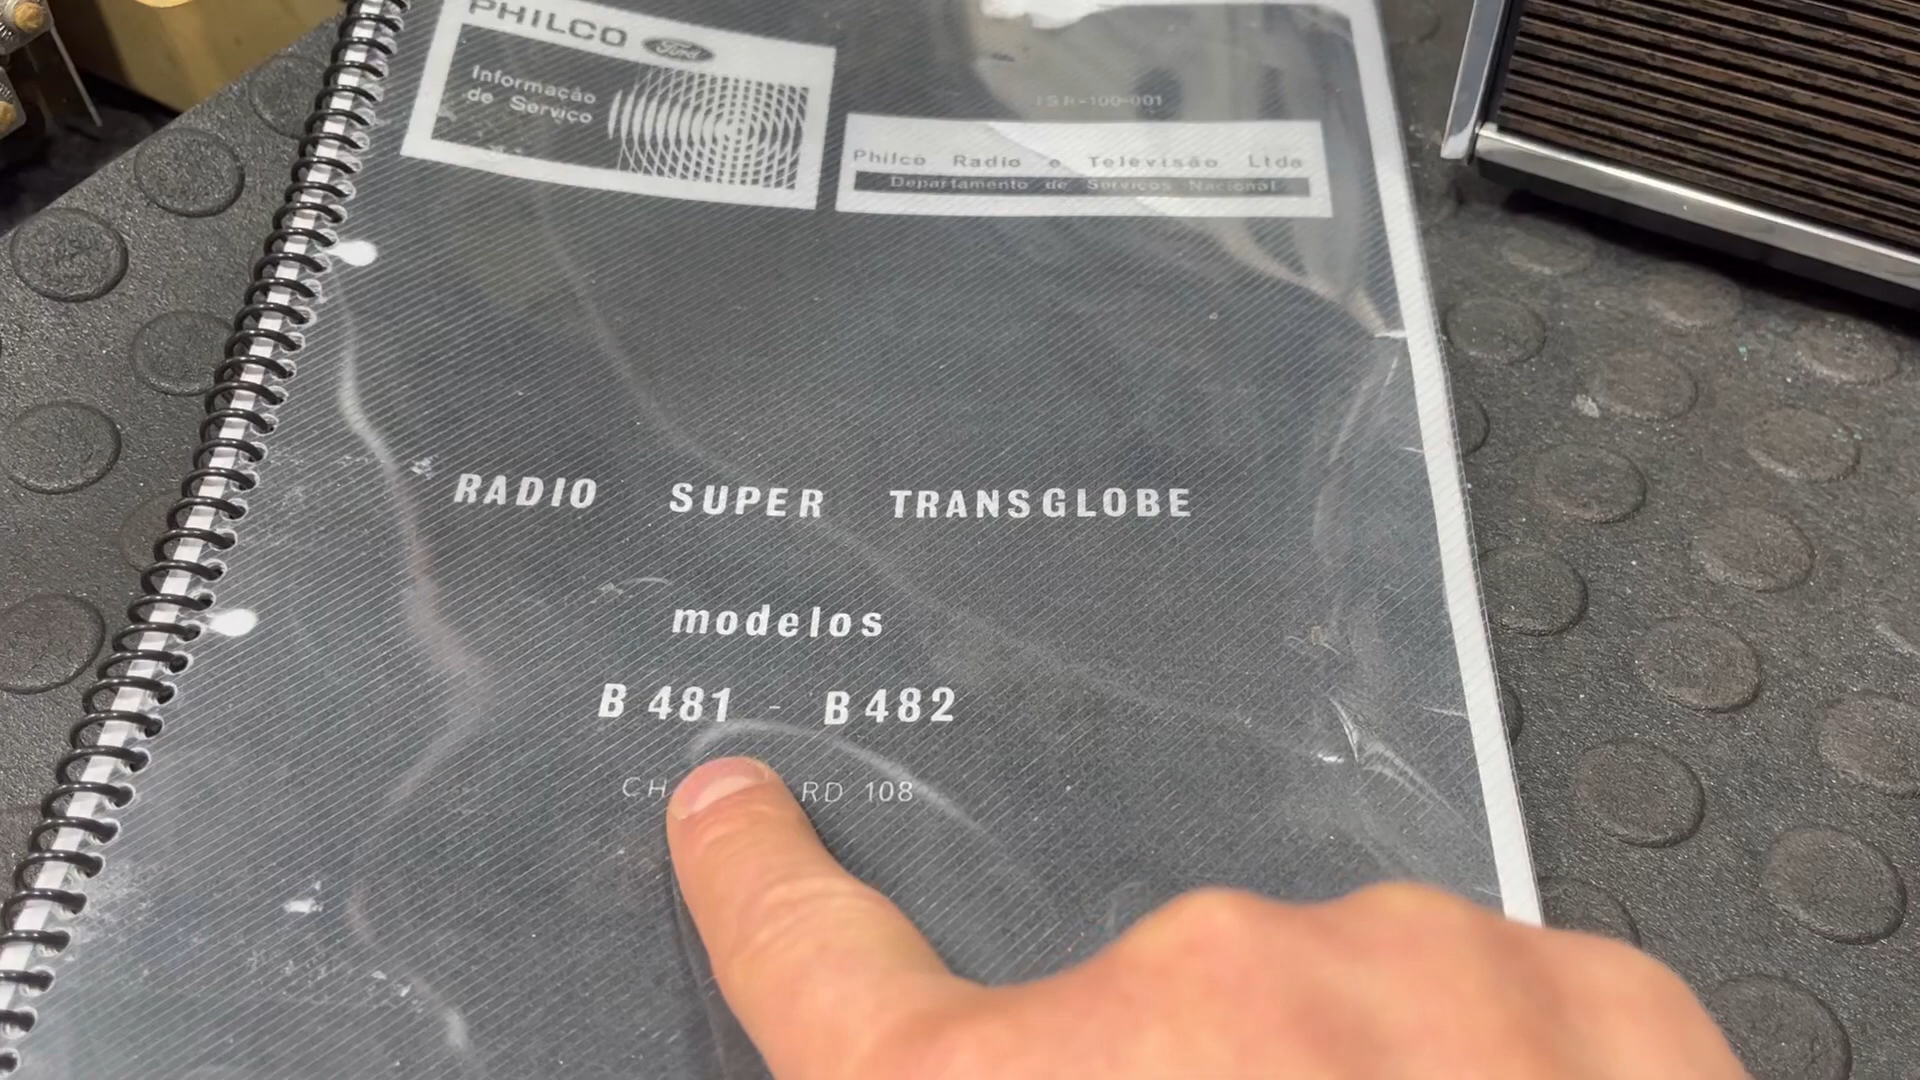 PHILCO Ford
Informação
de Serviço
ISR-100-001
Philco Radio e Televisão Ltda
Departamento de Serviços Nacional
RADIO SUPER TRANSGLOBE
modelos
B 481 - B 482
RD 108